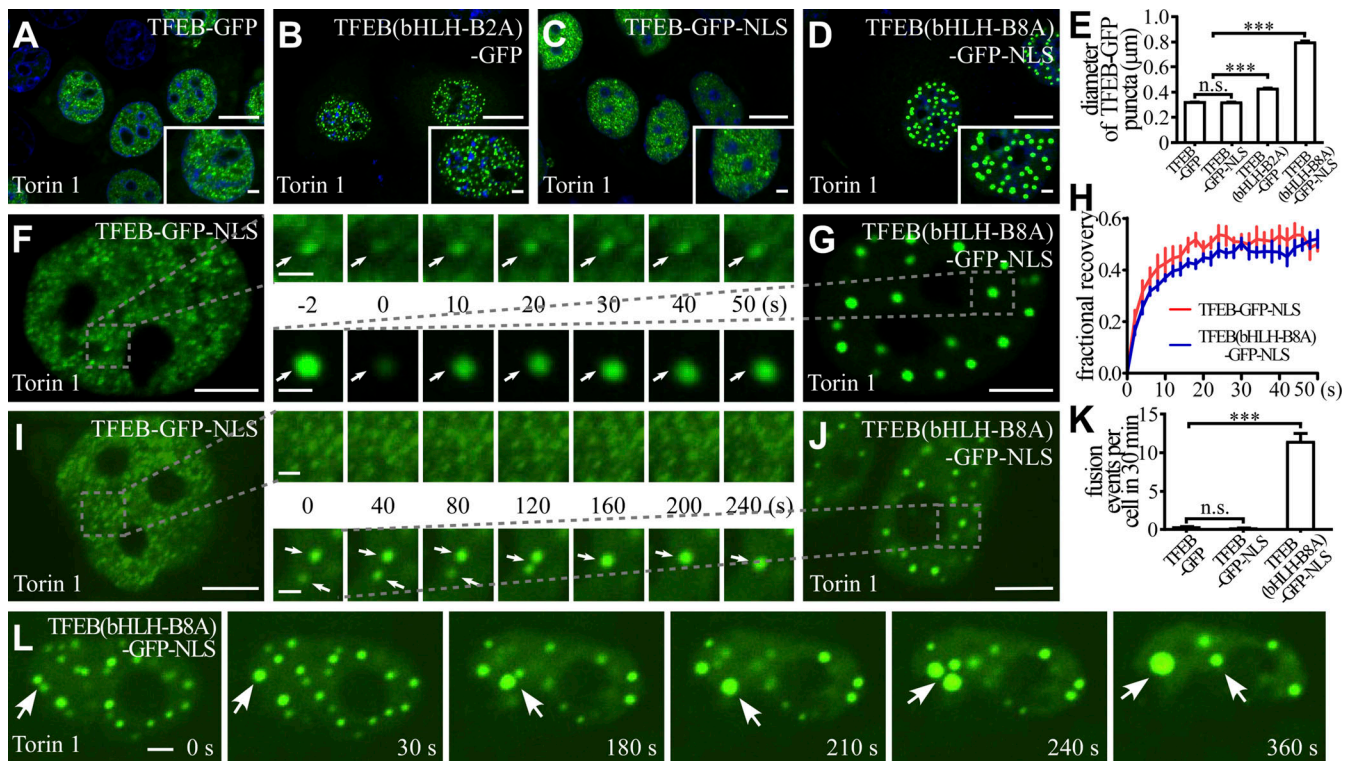 A
TFEB-GFP
Torin 1
B
TFEB(bHLH-B2A)
-GFP
C
TFEB-GFP-NLS
D
TFEB(bHLH-B8A)
-GFP-NLS
E
diameter
of TFEB-GFP
puncta (μm)
1.0
0.8
0.6
0.4
0.2
0
n.s.
***
***
TFEB
-GFP
TFEB
-GFP-NLS
TFEB
(bHLH-B2A)
-GFP
TFEB
(bHLH-B8A)
-GFP-NLS
F
TFEB-GFP-NLS
Torin 1
-2
0
10
20
30
40
50 (s)
G
TFEB(bHLH-B8A)
-GFP-NLS
Torin 1
H
fractional recovery
0.6
0.4
0.2
0.0
TFEB-GFP-NLS
TFEB(bHLH-B8A)
-GFP-NLS
0 10 20 30 40 50 (s)
I
TFEB-GFP-NLS
Torin 1
0
40
80
120
160
200
240 (s)
J
TFEB(bHLH-B8A)
-GFP-NLS
Torin 1
K
fusion
events per
cell in 30 min
15
10
5
0
***
n.s.
TFEB
-GFP
TFEB
-GFP-NLS
TFEB
(bHLH-B8A)
-GFP-NLS
L
TFEB(bHLH-B8A)
-GFP-NLS
Torin 1
0 s
30 s
180 s
210 s
240 s
360 s